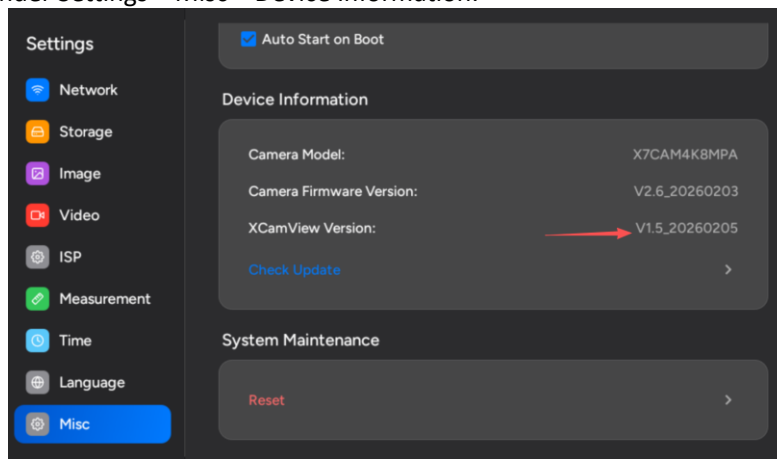 Settings
Network
Storage
Image
Video
ISP
Measurement
Time
Language
Misc
Auto Start on Boot
Device Information
Camera Model: X7CAM4K8MPA
Camera Firmware Version: V2.6_20260203
XCamView Version: V1.5_20260205
Check Update >
System Maintenance
Reset >